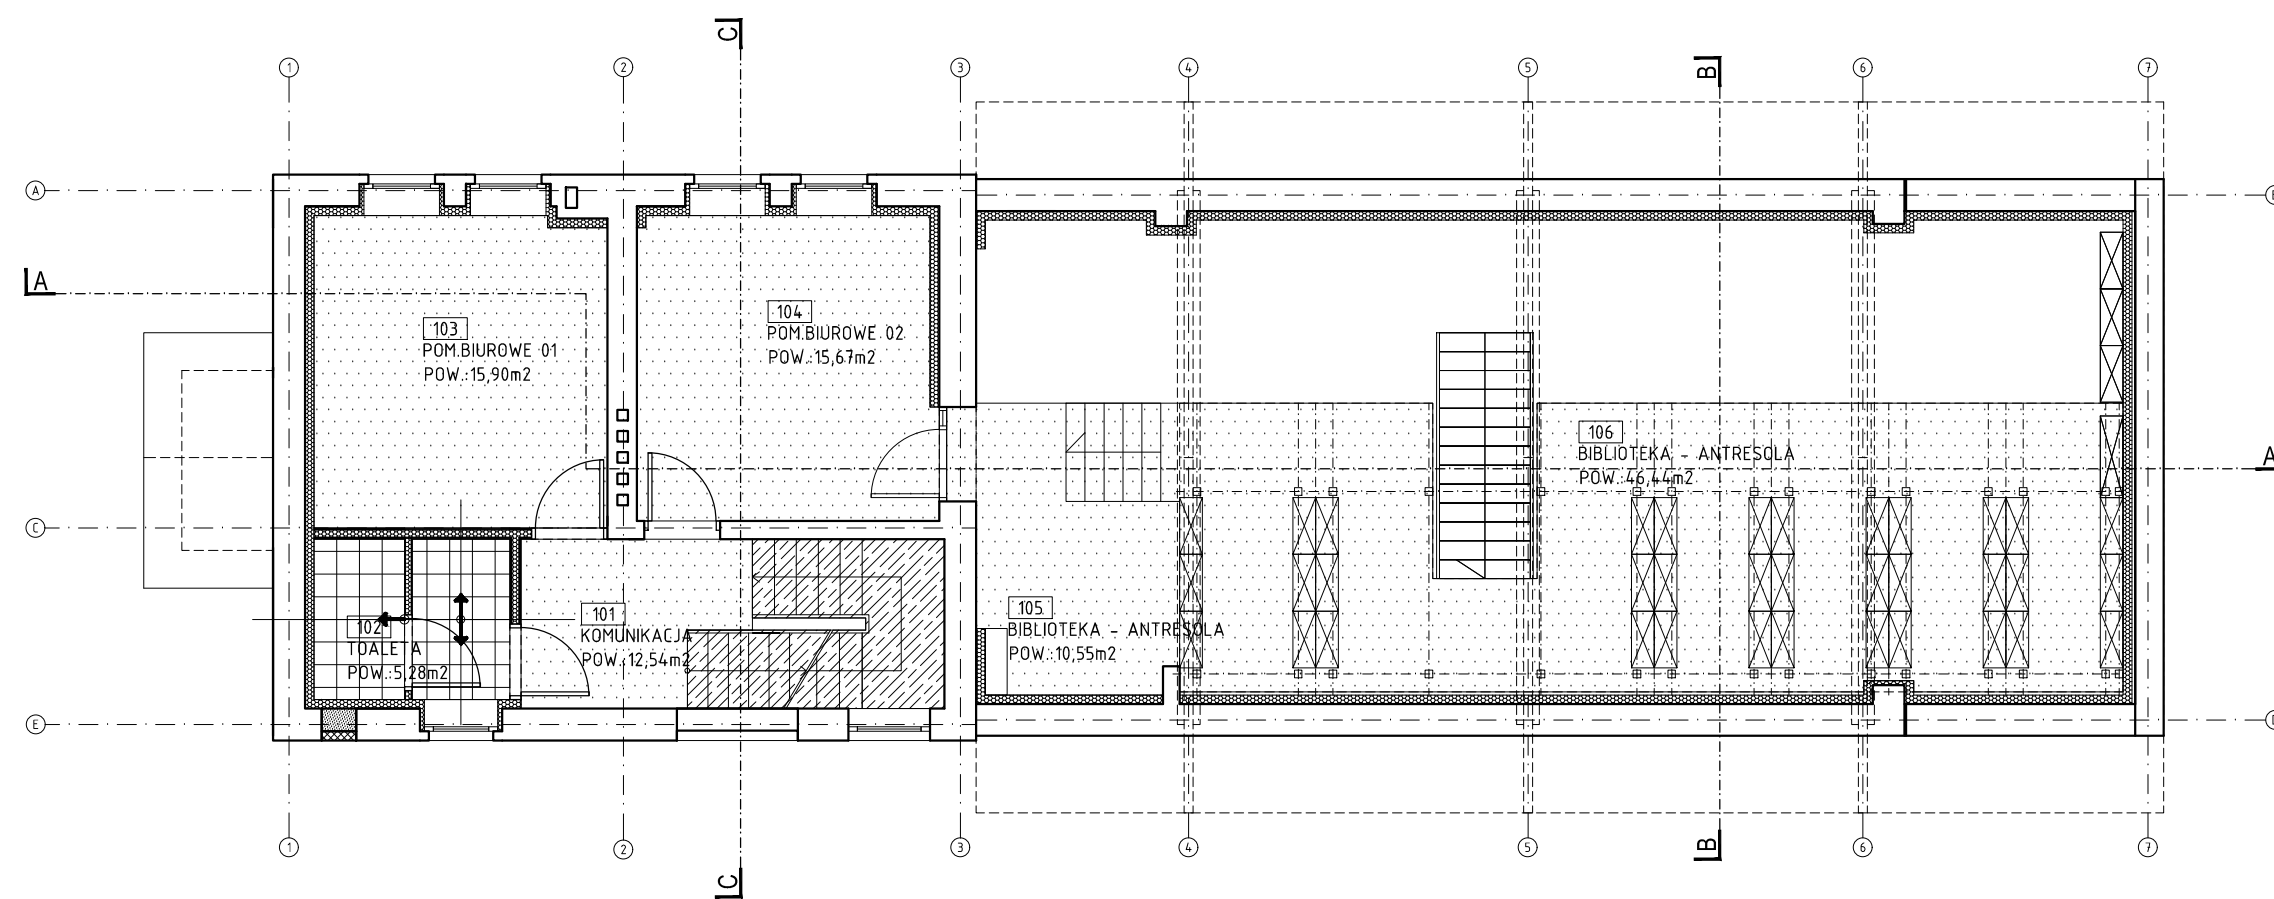 C
B
1
2
3
4
5
6
7
A
A
103
POM.BIUROWE 01
POW.:15,90m2
104
POM.BIUROWE 02
POW.:15,67m2
106
BIBLIOTEKA - ANTRESOLA
POW.:46,44m2
A
C
105
BIBLIOTEKA - ANTRESOLA
POW.:10,55m2
101
KOMUNIKACJA
POW.:12,54m2
102
TOALETA
POW.:5,28m2
E
1
2
3
4
5
6
7
B
C